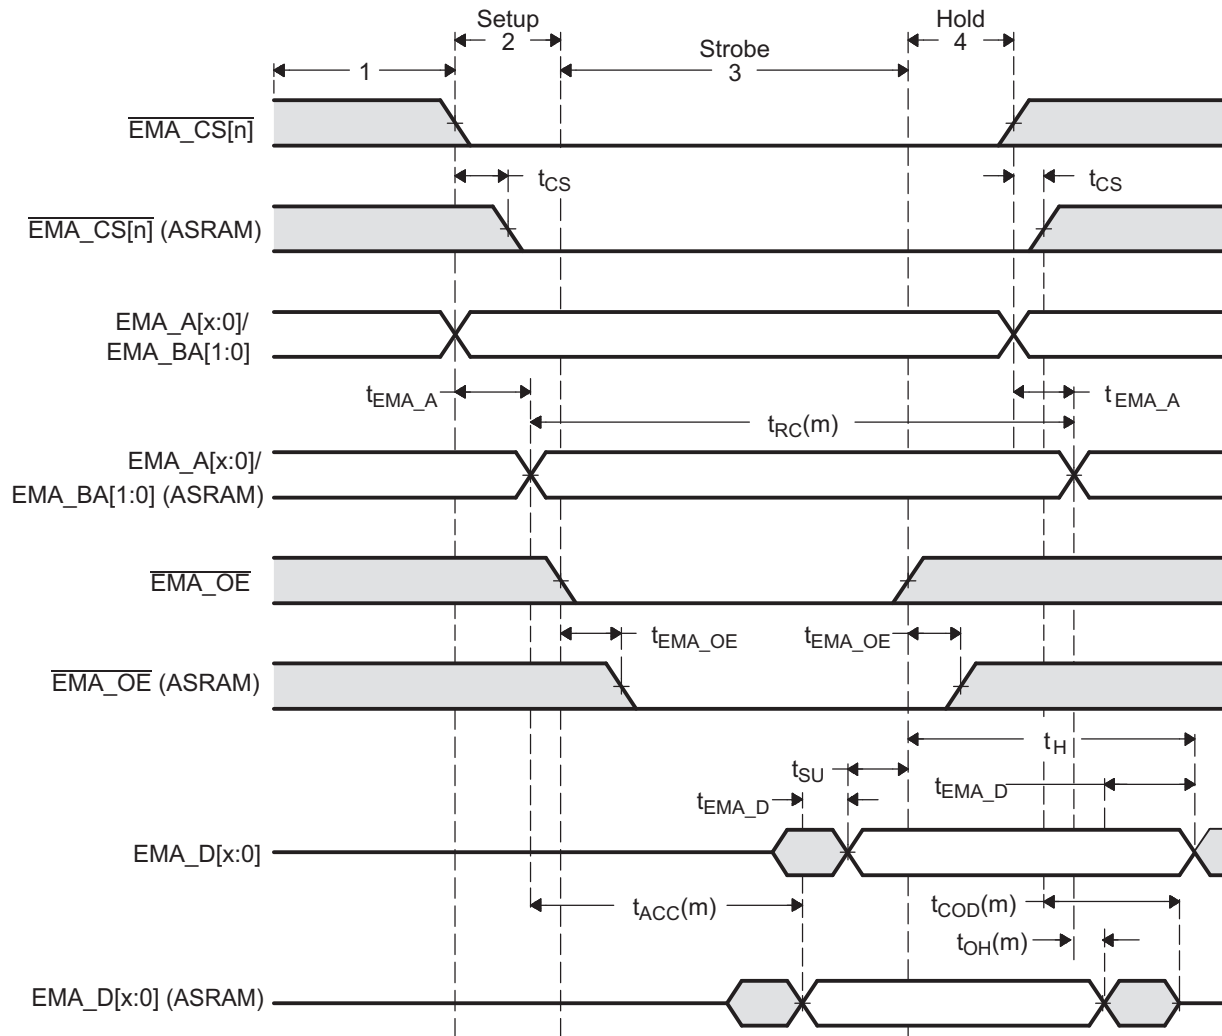 Setup
2
Hold
4
Strobe
3
1
EMA_CS[n]
tCS
tCS
EMA_CS[n] (ASRAM)
EMA_A[x:0]/
EMA_BA[1:0]
tEMA_A
tEMA_A
tRC(m)
EMA_A[x:0]/
EMA_BA[1:0] (ASRAM)
EMA_OE
tEMA_OE
tEMA_OE
EMA_OE (ASRAM)
tH
tSU
tEMA_D
tEMA_D
EMA_D[x:0]
tACC(m)
tCOD(m)
tOH(m)
EMA_D[x:0] (ASRAM)